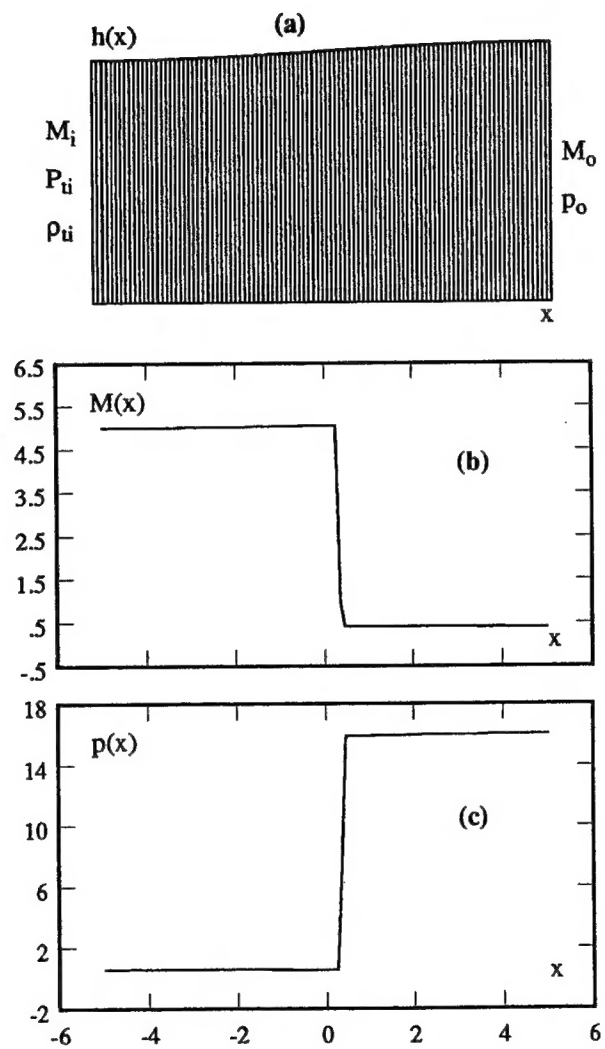 (a)
h(x)
M_i
P_ti
ρ_ti
M_o
p_o
x
6.5
5.5
4.5
3.5
2.5
1.5
.5
-.5
M(x)
(b)
x
18
14
10
6
2
-2
p(x)
(c)
x
-6 -4 -2 0 2 4 6